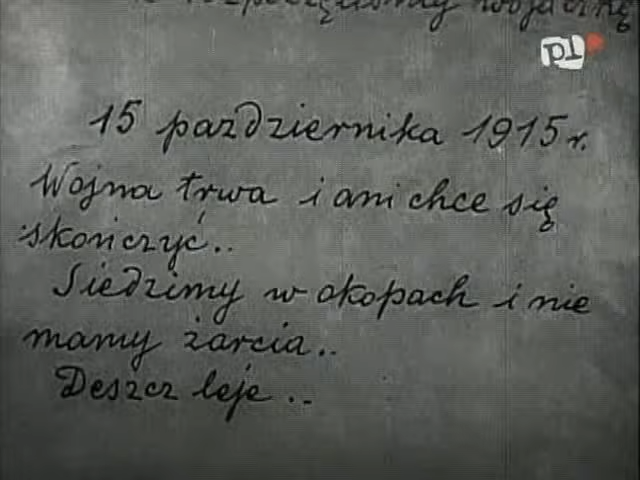 15 października 1915 r.
Wojna trwa i ani chce się
skończyć..
Siedzimy w okopach i nie
mamy żarcia..
Deszcz leje ..